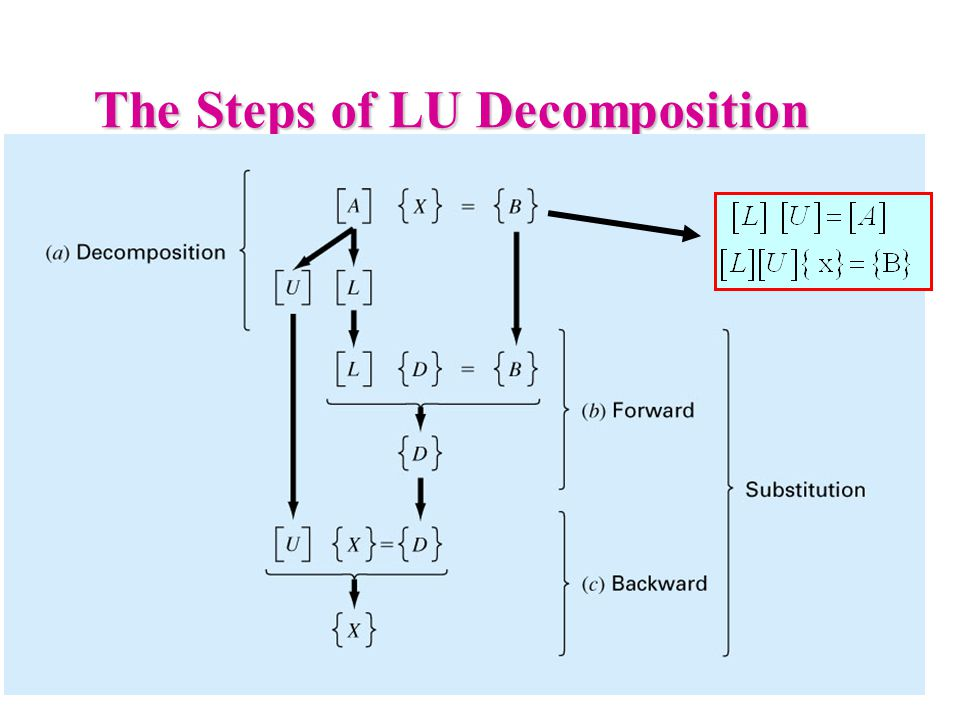 The Steps of LU Decomposition
[A] {X} = {B}
[L] [U]=[A]
(a) Decomposition
[L][U]{ x}={B}
[U] [L]
[L] {D} = {B}
(b) Forward
{D}
Substitution
[U] {X}={D}
(c) Backward
{X}